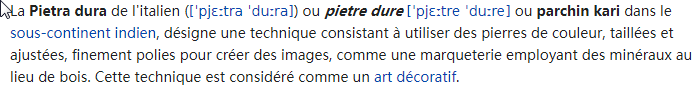 La Pietra dura de l'italien ([ˈpjɛːtra ˈduːra]) ou pietre dure [ˈpjɛːtre ˈduːre] ou parchin kari dans le
sous-continent indien, désigne une technique consistant à utiliser des pierres de couleur, taillées et
ajustées, finement polies pour créer des images, comme une marqueterie employant des minéraux au
lieu de bois. Cette technique est considéré comme un art décoratif.